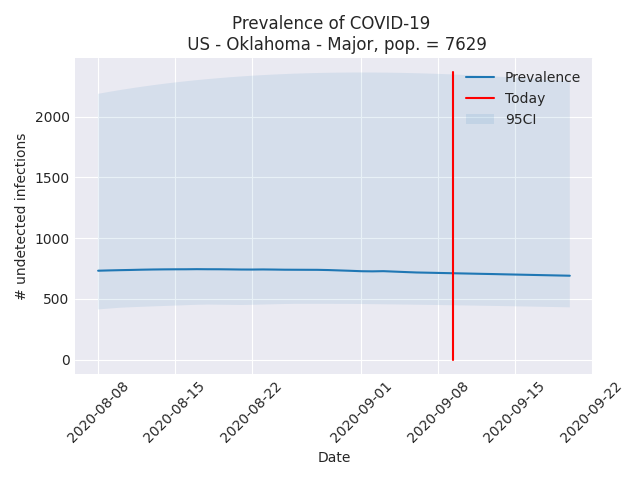 Prevalence of COVID-19
US - Oklahoma - Major, pop. = 7629
Prevalence
Today
95CI
# undetected infections
2000
1500
1000
500
0
2020-08-08
2020-08-15
2020-08-22
2020-09-01
2020-09-08
2020-09-15
2020-09-22
Date